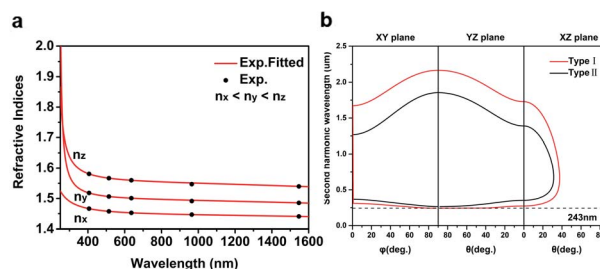 a
2.0
1.9
1.8
1.7
1.6
1.5
1.4
Refractive Indices
Exp.Fitted
Exp.
nx < ny < nz
nz
ny
nx
400 600 800 1000 1200 1400 1600
Wavelength (nm)
b
XY plane YZ plane XZ plane
2.5
2.0
1.5
1.0
0.5
0.0
Second harmonic wavelength (um)
Type I
Type II
243nm
0 20 40 60 80 80 60 40 20 0 20 40 60 80
φ(deg.) θ(deg.) θ(deg.)